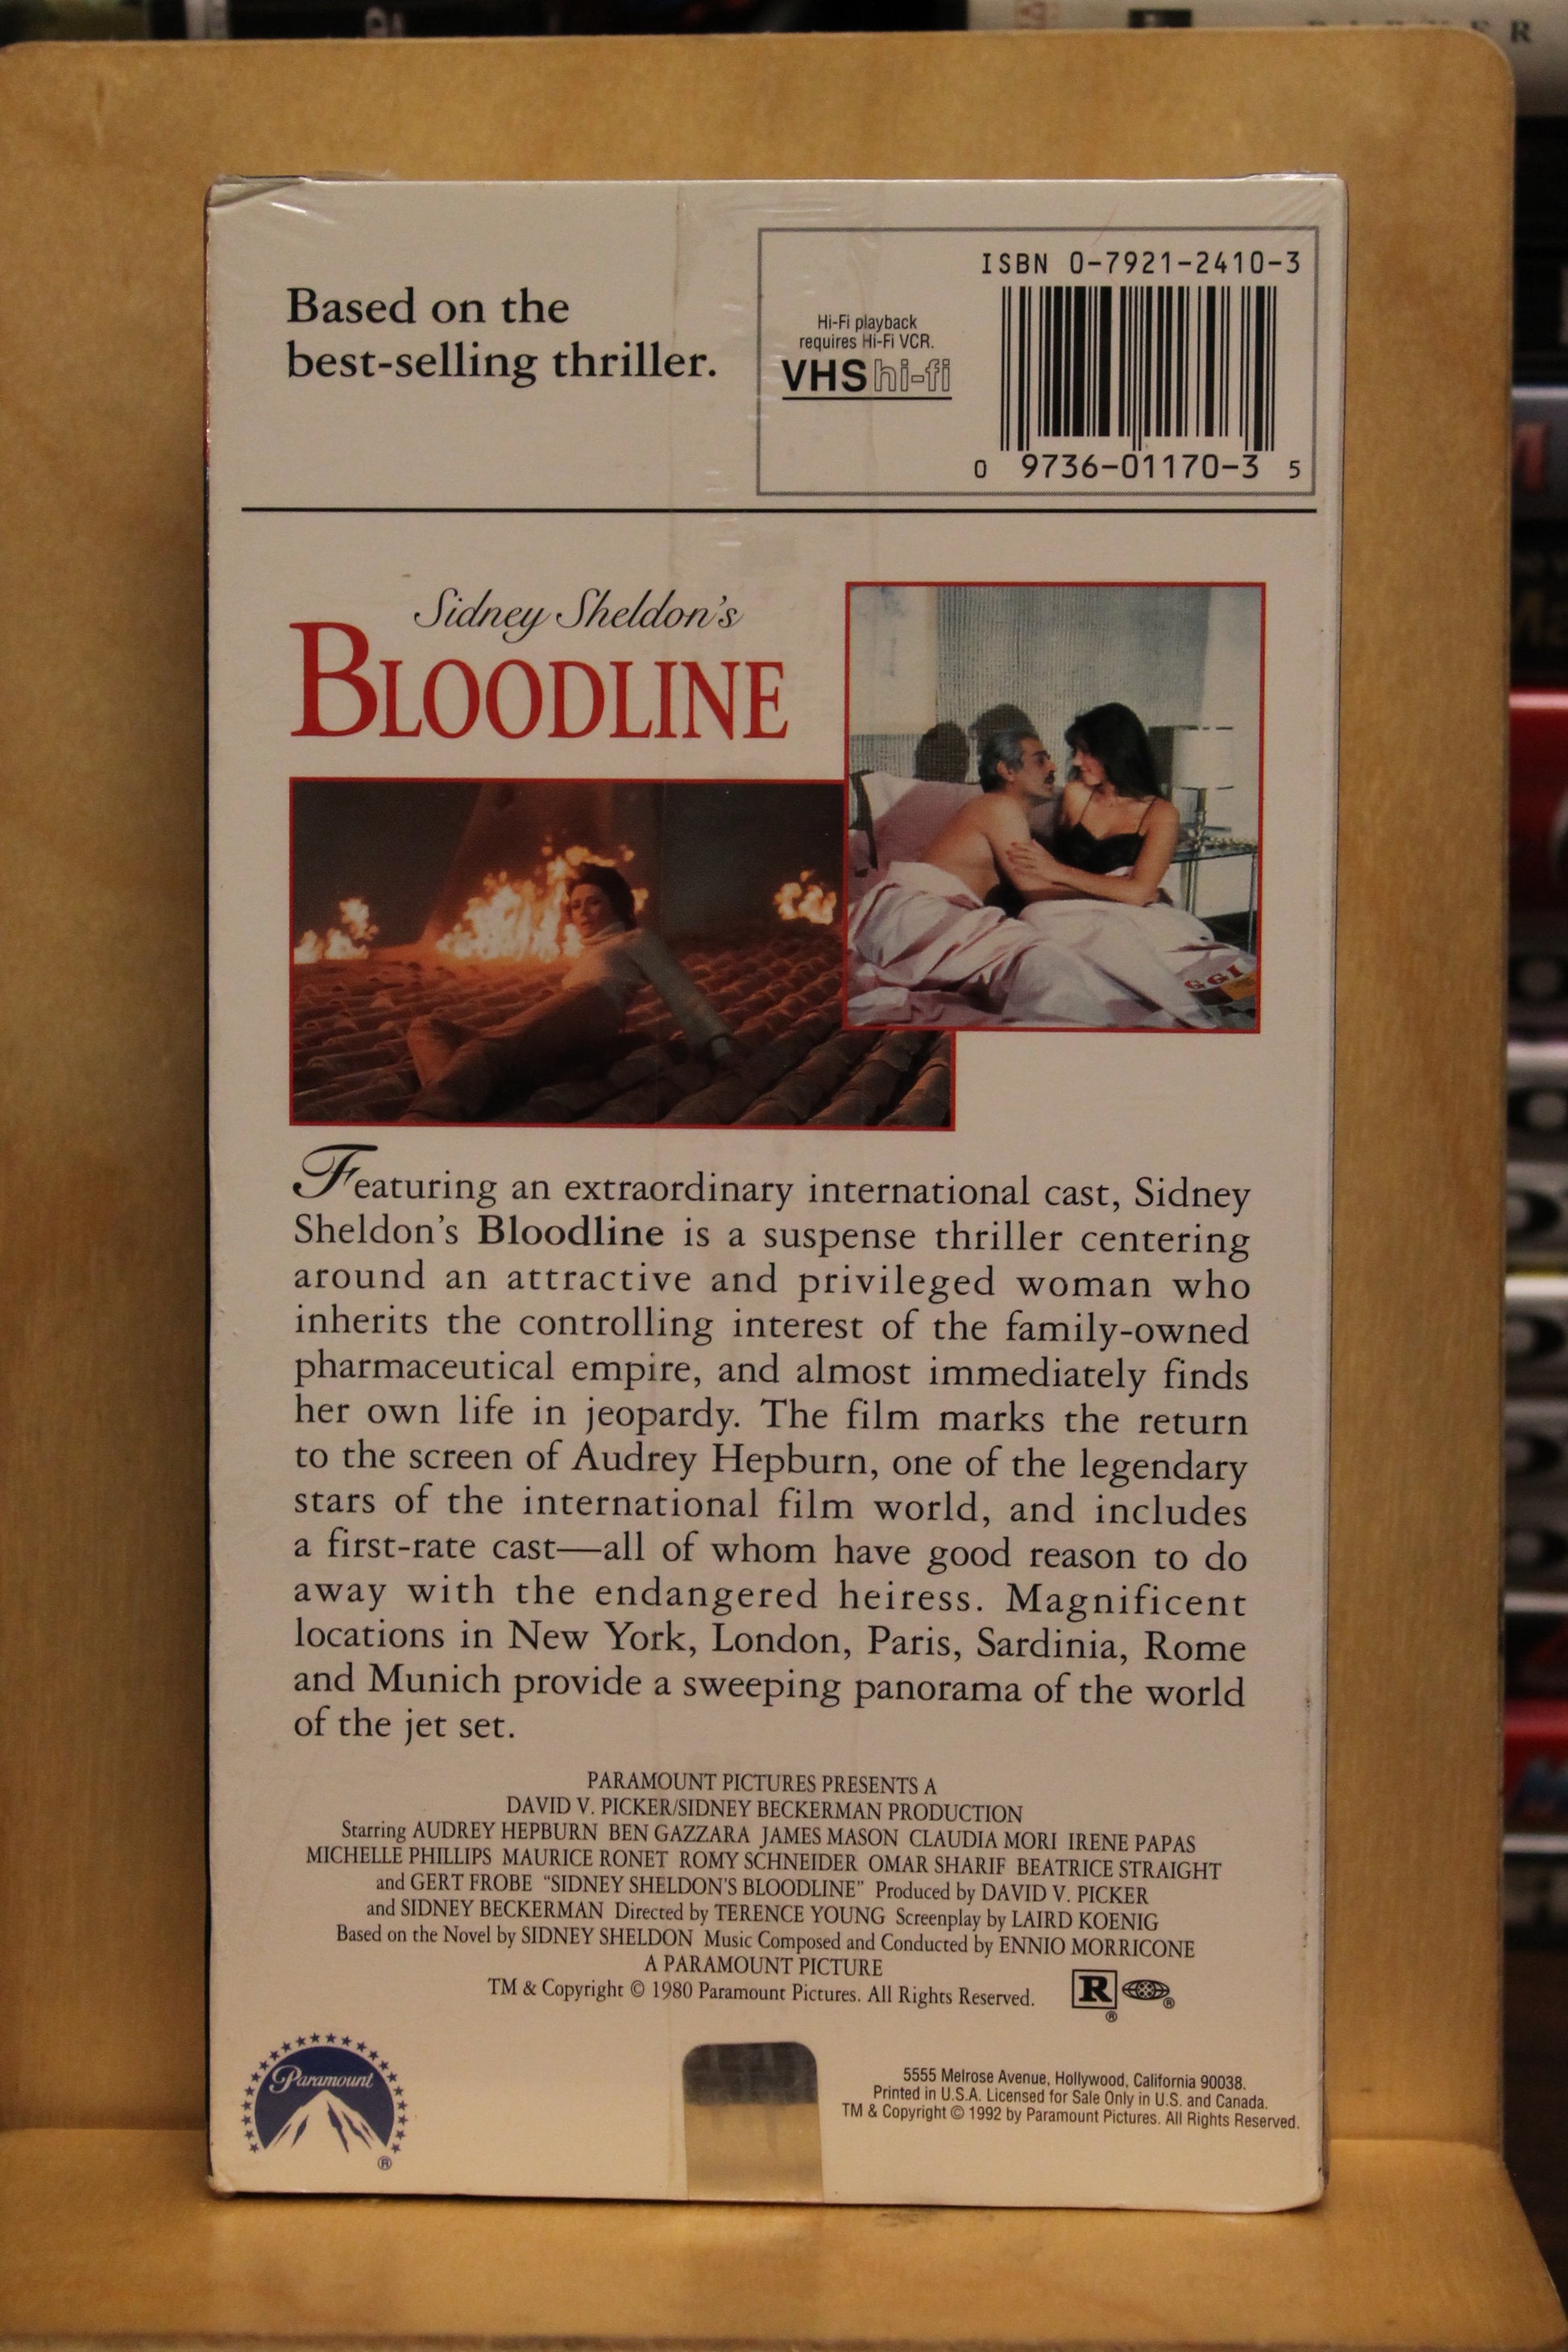 Based on the
best-selling thriller.
Hi-Fi playback
requires Hi-Fi VCR.
VHS hi-fi
ISBN 0-7921-2410-3
0 9736-01170-3 5
Sidney Sheldon's
BLOODLINE
GGI
Featuring an extraordinary international cast, Sidney
Sheldon's Bloodline is a suspense thriller centering
around an attractive and privileged woman who
inherits the controlling interest of the family-owned
pharmaceutical empire, and almost immediately finds
her own life in jeopardy. The film marks the return
to the screen of Audrey Hepburn, one of the legendary
stars of the international film world, and includes
a first-rate cast—all of whom have good reason to do
away with the endangered heiress. Magnificent
locations in New York, London, Paris, Sardinia, Rome
and Munich provide a sweeping panorama of the world
of the jet set.
PARAMOUNT PICTURES PRESENTS A
DAVID V. PICKER/SIDNEY BECKERMAN PRODUCTION
Starring AUDREY HEPBURN BEN GAZZARA JAMES MASON CLAUDIA MORI IRENE PAPAS
MICHELLE PHILLIPS MAURICE RONET ROMY SCHNEIDER OMAR SHARIF BEATRICE STRAIGHT
and GERT FROBE "SIDNEY SHELDON'S BLOODLINE" Produced by DAVID V. PICKER
and SIDNEY BECKERMAN Directed by TERENCE YOUNG Screenplay by LAIRD KOENIG
Based on the Novel by SIDNEY SHELDON Music Composed and Conducted by ENNIO MORRICONE
A PARAMOUNT PICTURE
TM & Copyright © 1980 Paramount Pictures. All Rights Reserved.
R ® ®
Paramount ®
5555 Melrose Avenue, Hollywood, California 90038.
Printed in U.S.A. Licensed for Sale Only in U.S. and Canada.
TM & Copyright © 1992 by Paramount Pictures. All Rights Reserved.